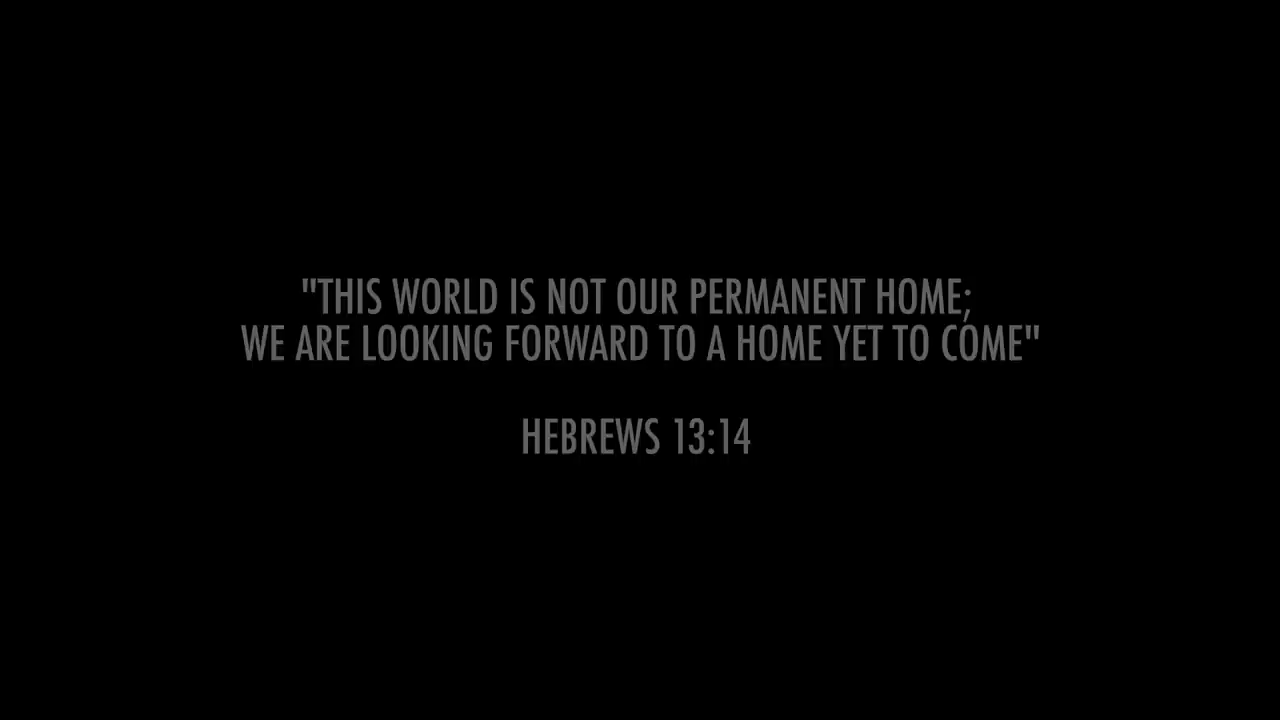 "THIS WORLD IS NOT OUR PERMANENT HOME;
WE ARE LOOKING FORWARD TO A HOME YET TO COME"
HEBREWS 13:14